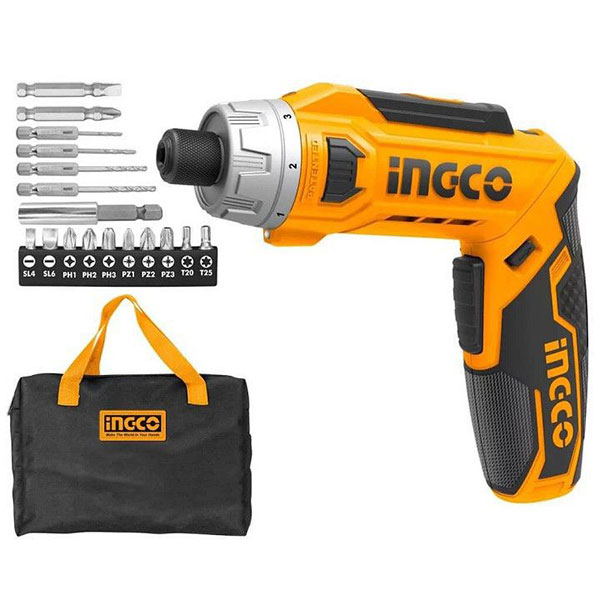 3
2
1
INGCO
INGCO
SL4 SL6 PH1 PH2 PH3 PZ1 PZ2 PZ3 T20 T25
INGCO
Make The World In Your Hands